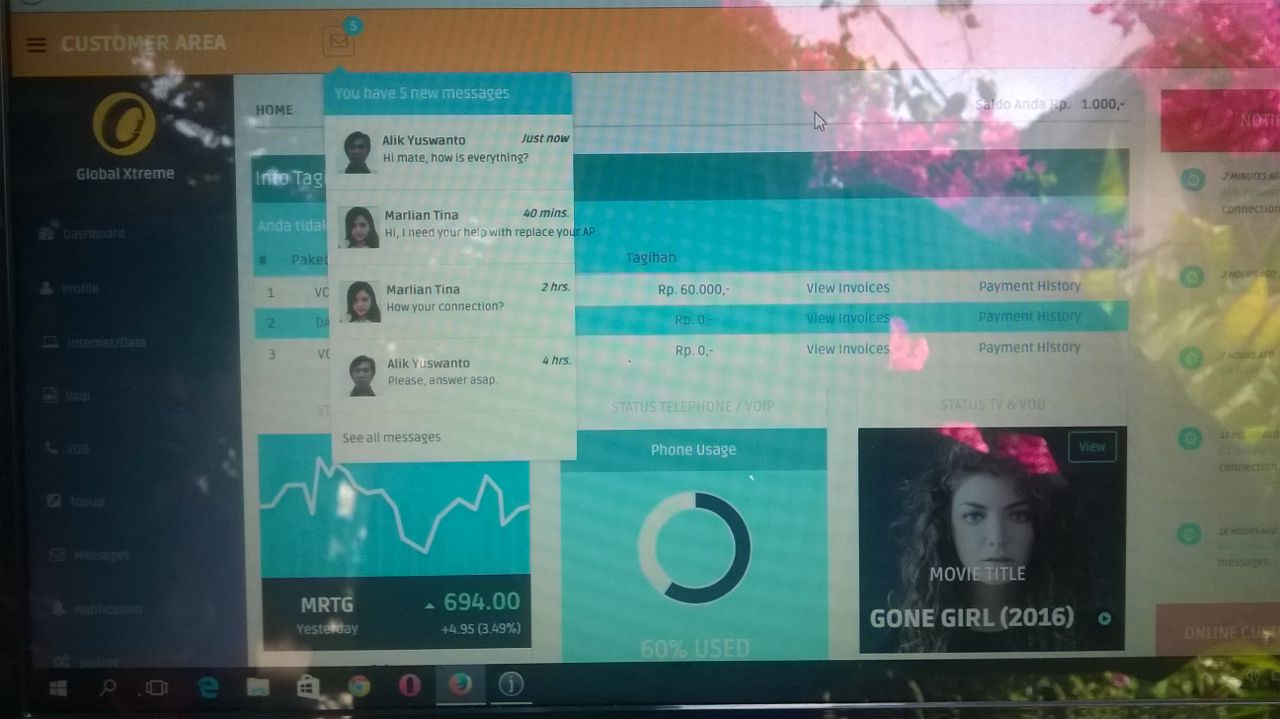 CUSTOMER AREA
5
You have 5 new messages
Global Xtreme
HOME
Saldo Anda Rp. 1.000,-
NOTI
Alik Yuswanto
Just now
Hi mate, how is everything?
Info Tagi
2 MINUTES AG
connection
Marlian Tina
40 mins.
Hi, I need your help with replace your AP
Anda tidal
Dashboard
# Paket
Tagihan
Profile
1 VO
Rp. 60.000,-
View Invoices
Payment History
Marlian Tina
2 hrs.
How your connection?
3 HOURS AGO
2 DA
Rp. 0,-
View Invoices
Payment History
Internet/Data
3 VO
Rp. 0,-
View Invoices
Payment History
Alik Yuswanto
4 hrs.
Please, answer asap.
7 HOURS AGO
Voip
ST
STATUS TELEPHONE / VOIP
STATUS TV & VOD
See all messages
VOD
Phone Usage
View
connection
Topup
Messages
18 HOURS AGO
messages.
MOVIE TITLE
GONE GIRL (2016)
MRTG
694.00
Yesterday
+4.95 (3.49%)
Notification
60% USED
ONLINE CUST
Setting